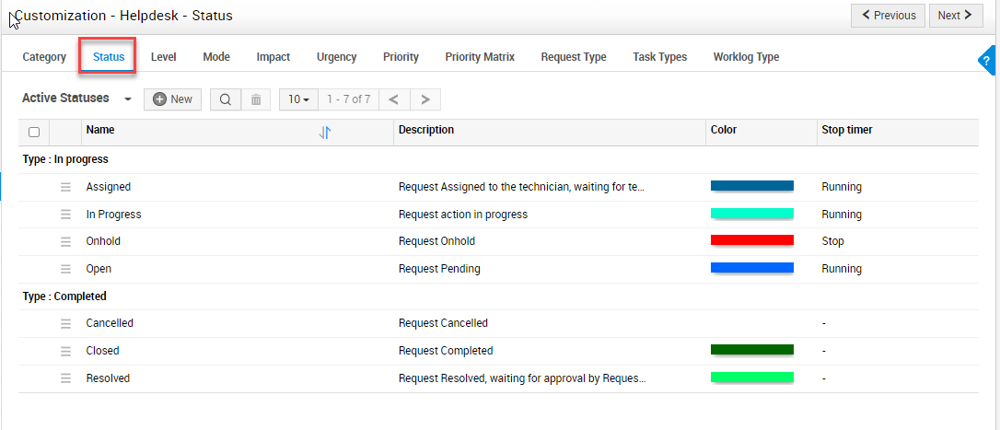 Customization - Helpdesk - Status
Previous Next
Category Status Level Mode Impact Urgency Priority Priority Matrix Request Type Task Types Worklog Type
?
Active Statuses New 10 1 - 7 of 7
Name Description Color Stop timer
Type : In progress
Assigned Request Assigned to the technician, waiting for te... Running
In Progress Request action in progress Running
Onhold Request Onhold Stop
Open Request Pending Running
Type : Completed
Cancelled Request Cancelled -
Closed Request Completed -
Resolved Request Resolved, waiting for approval by Reques... -